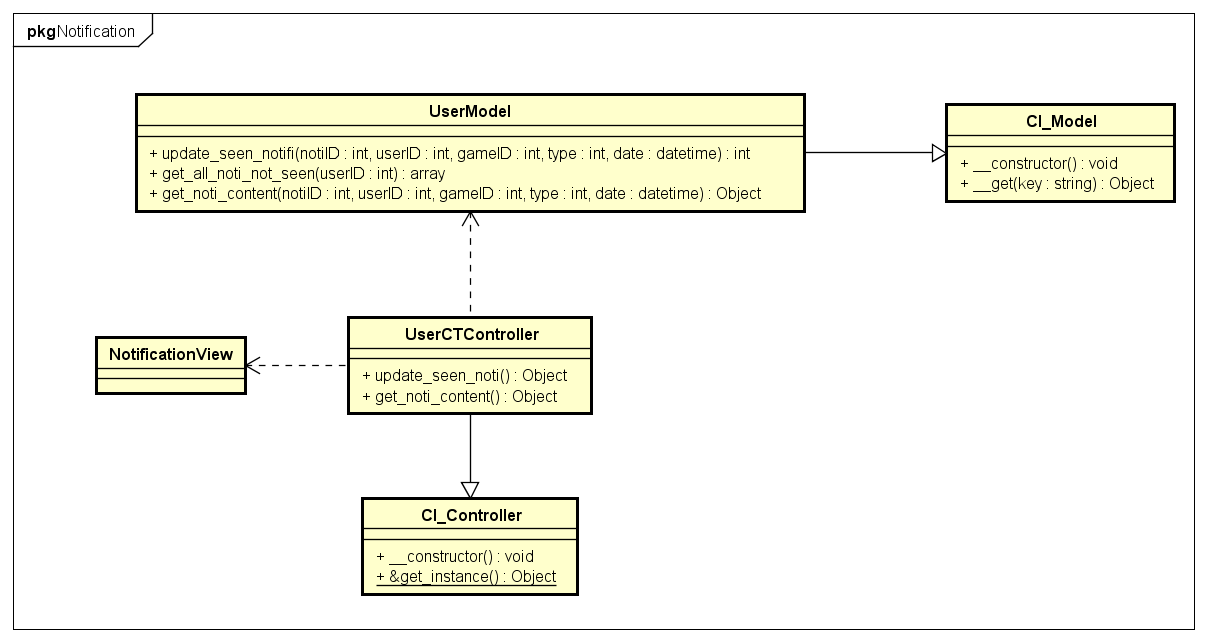 pkgNotification
UserModel
+ update_seen_notifi(notiID : int, userID : int, gameID : int, type : int, date : datetime) : int
+ get_all_noti_not_seen(userID : int) : array
+ get_noti_content(notiID : int, userID : int, gameID : int, type : int, date : datetime) : Object
CI_Model
+ __constructor() : void
+ __get(key : string) : Object
UserCTController
+ update_seen_noti() : Object
+ get_noti_content() : Object
NotificationView
CI_Controller
+ __constructor() : void
+ &get_instance() : Object